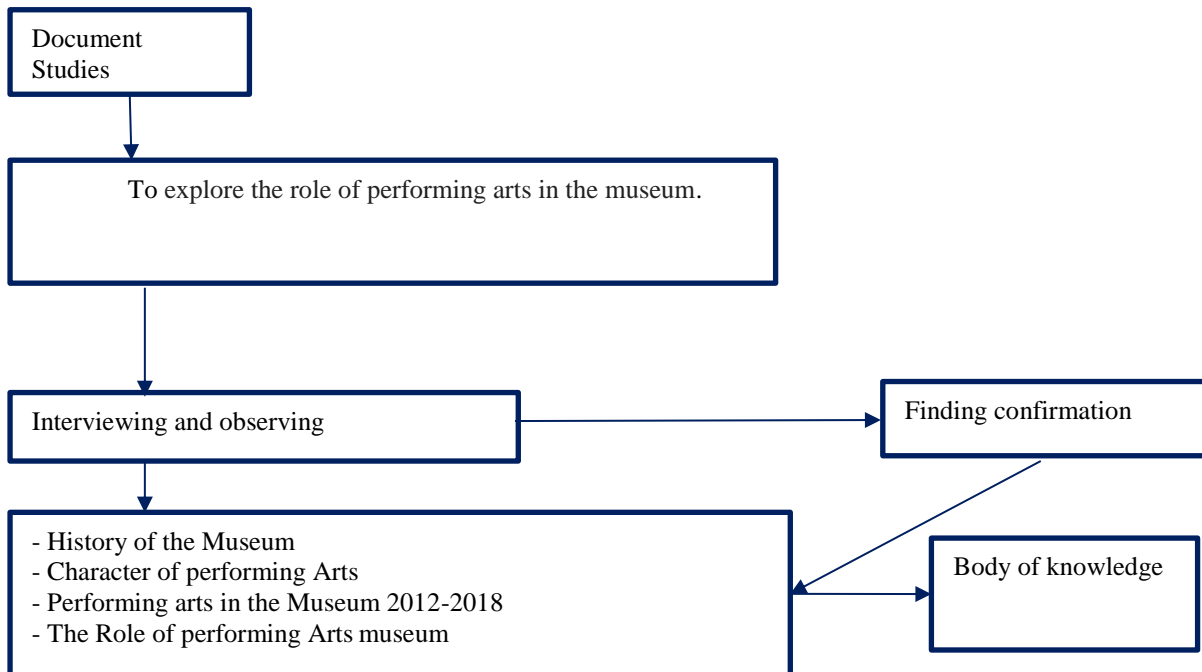 Document
Studies
To explore the role of performing arts in the museum.
Interviewing and observing
Finding confirmation
- History of the Museum
- Character of performing Arts
- Performing arts in the Museum 2012-2018
- The Role of performing Arts museum
Body of knowledge